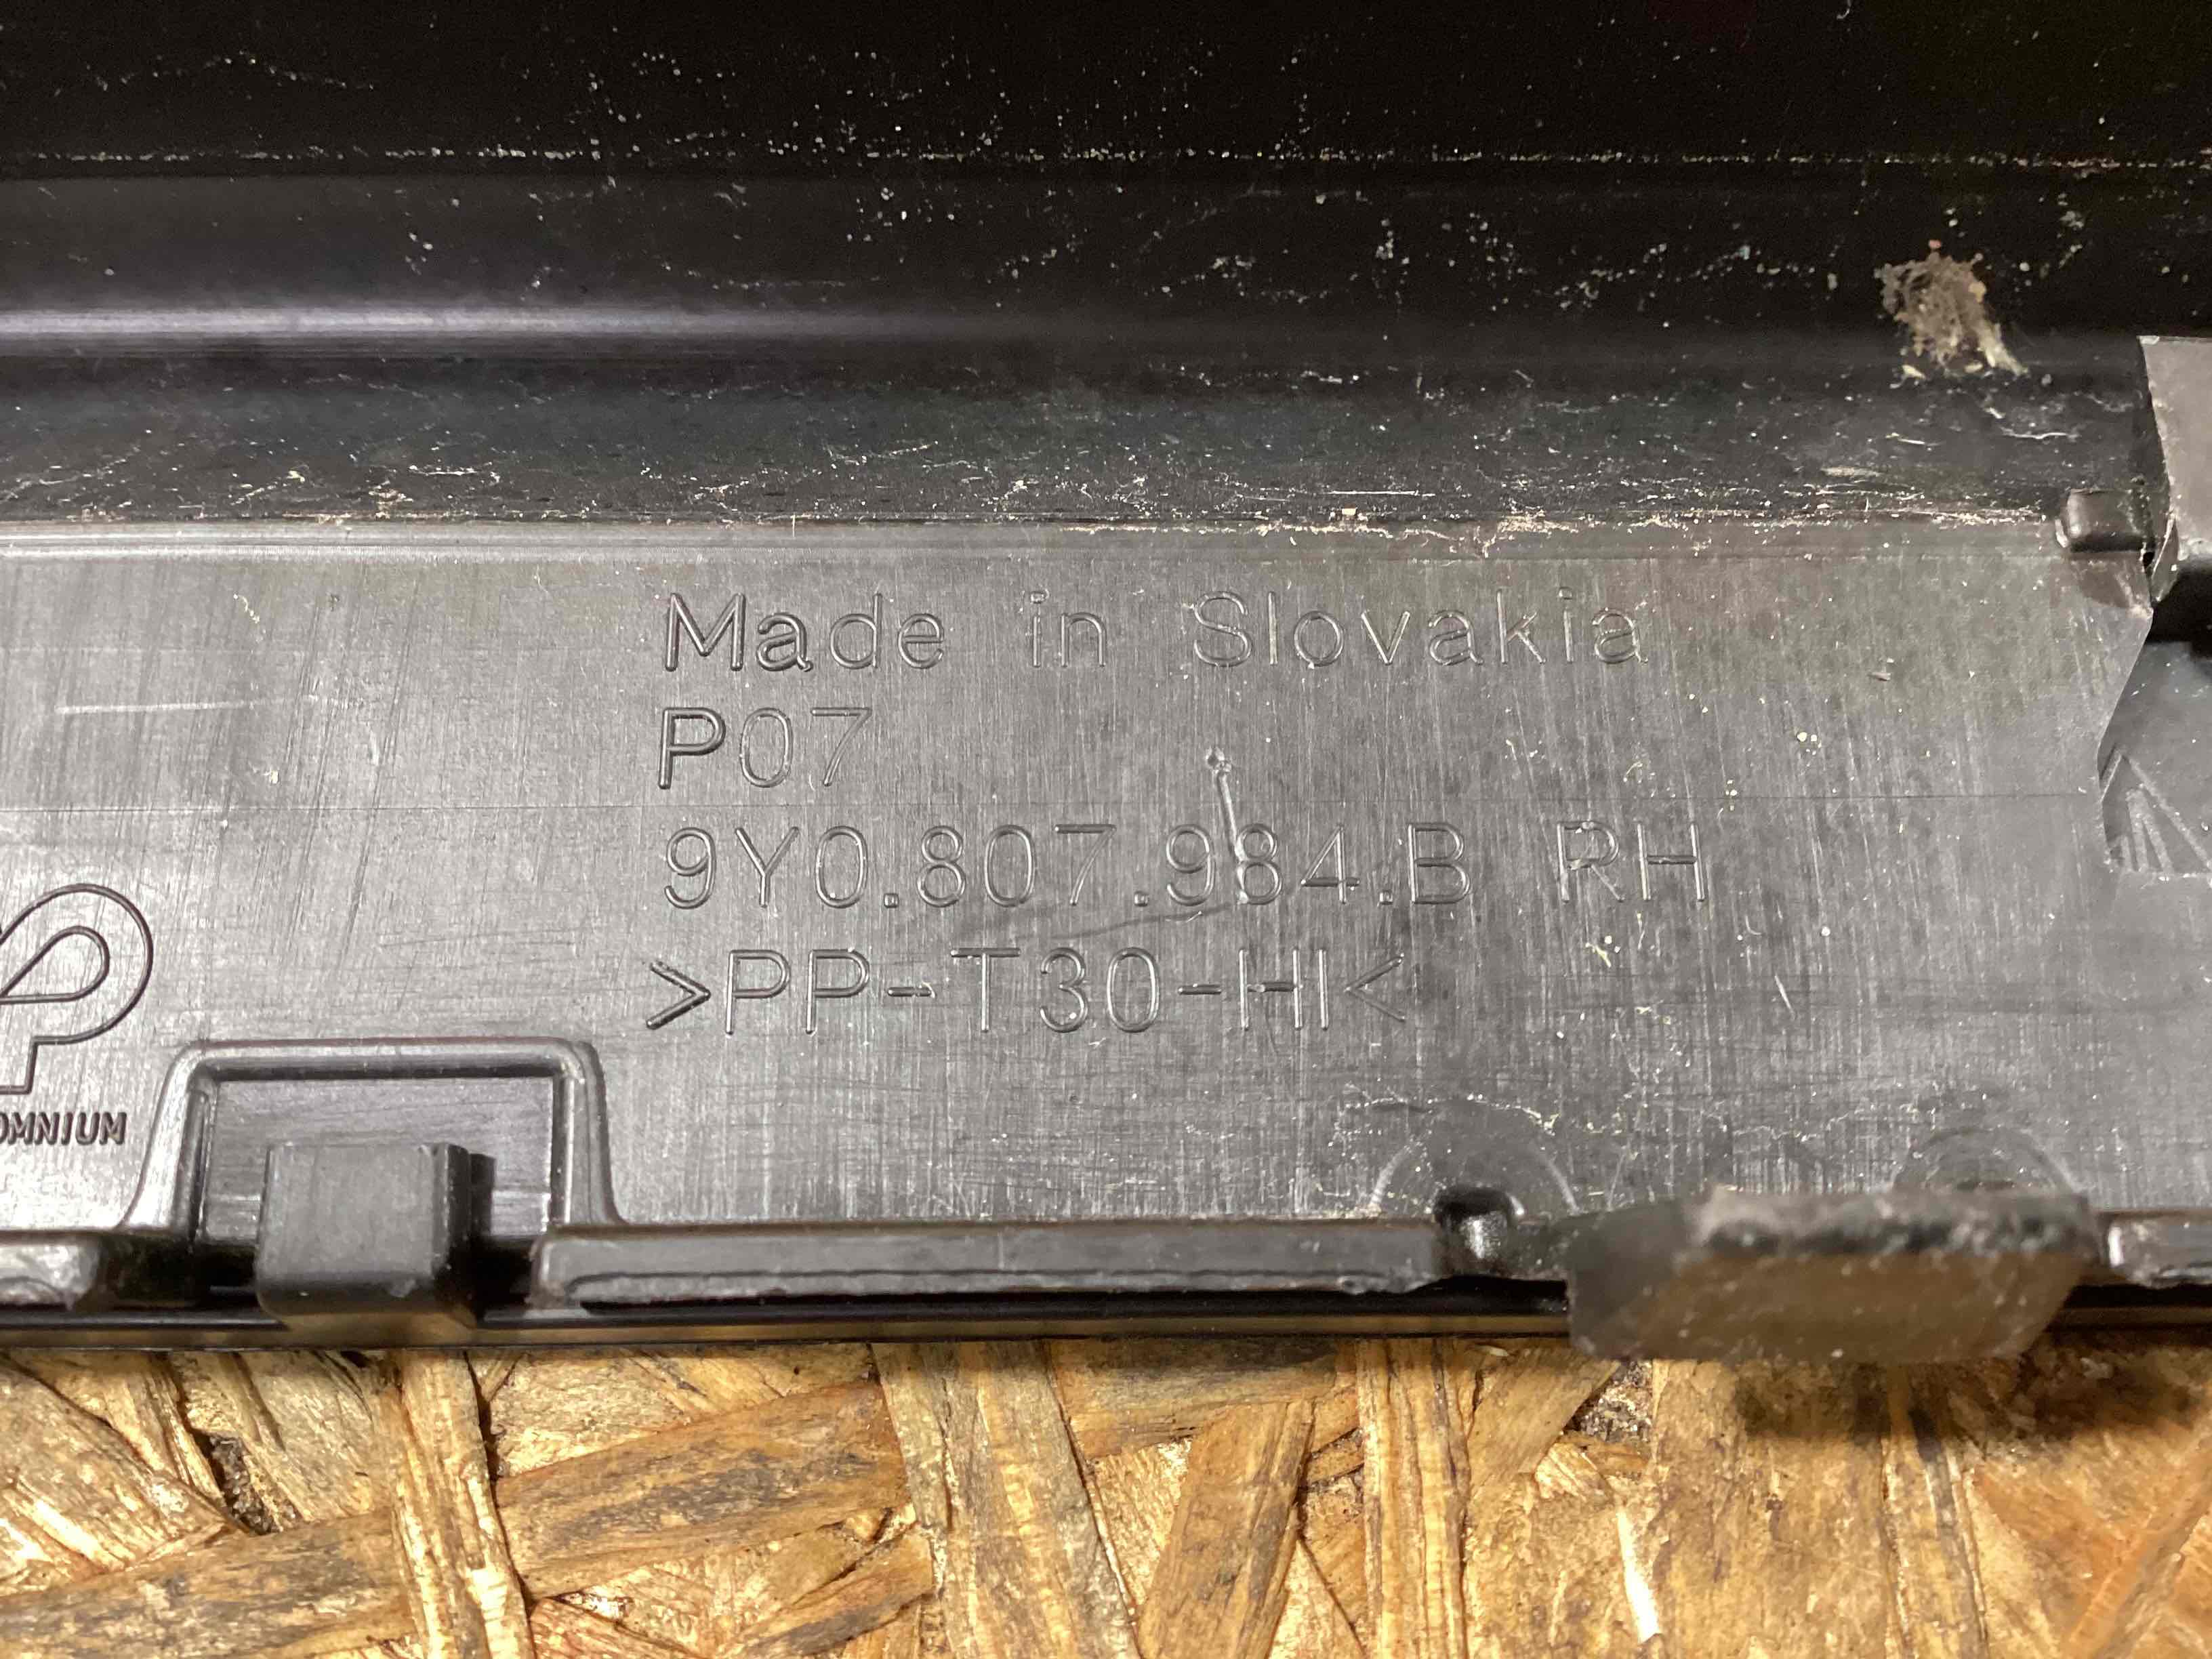 Made in Slovakia
P07
9Y0.807.984.B RH
>PP-T30-HI<
OMNIUM